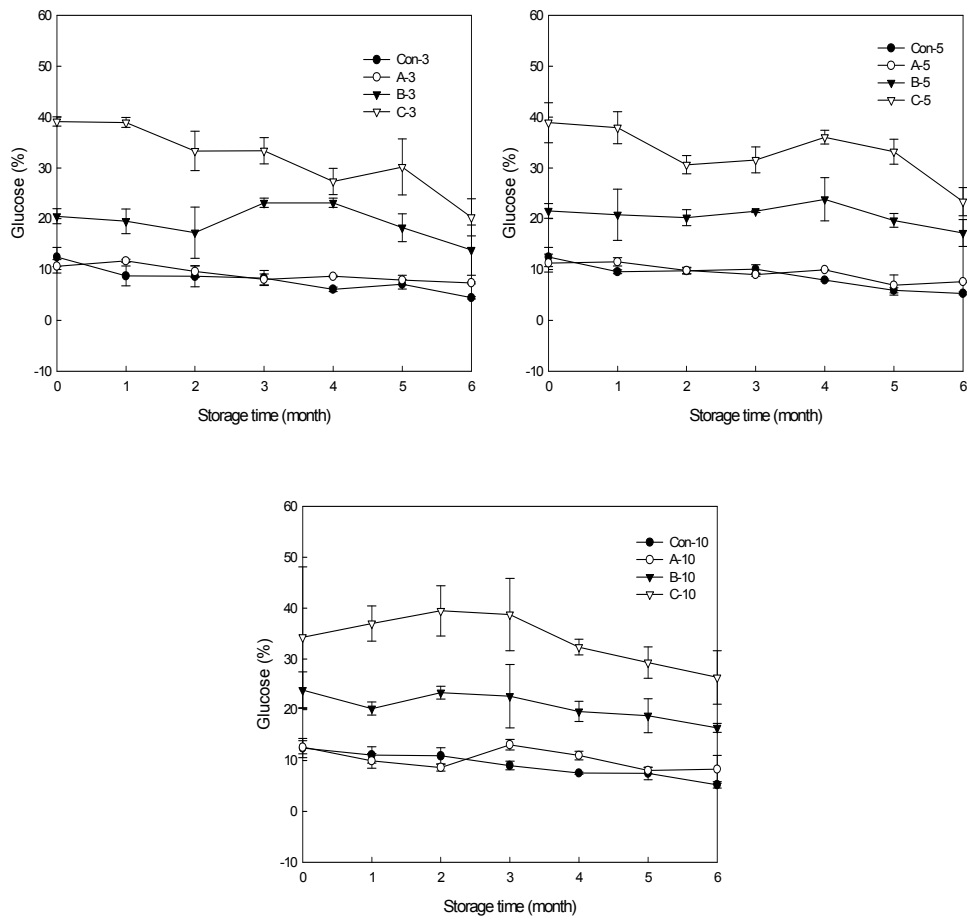 60
50
40
30
20
10
0
-10
Glucose (%)
Con-3
A-3
B-3
C-3
0 1 2 3 4 5 6
Storage time (month)
60
50
40
30
20
10
0
-10
Glucose (%)
Con-5
A-5
B-5
C-5
0 1 2 3 4 5 6
Storage time (month)
60
50
40
30
20
10
0
-10
Glucose (%)
Con-10
A-10
B-10
C-10
0 1 2 3 4 5 6
Storage time (month)